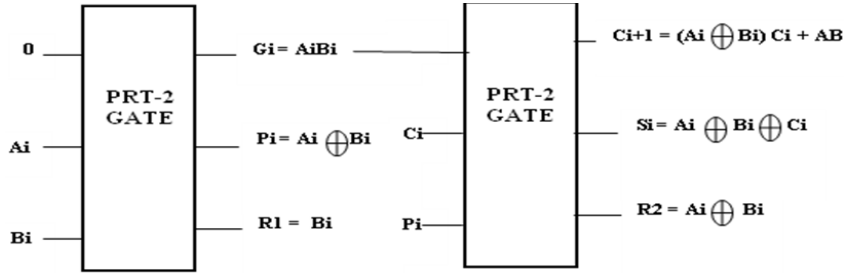 0
PRT-2
GATE
Gi= AiBi
PRT-2
GATE
Ci+1 = (Ai ⊕ Bi) Ci + AB
Ai
Pi= Ai ⊕ Bi
Ci
Si= Ai ⊕ Bi ⊕ Ci
Bi
R1 = Bi
Pi
R2 = Ai ⊕ Bi